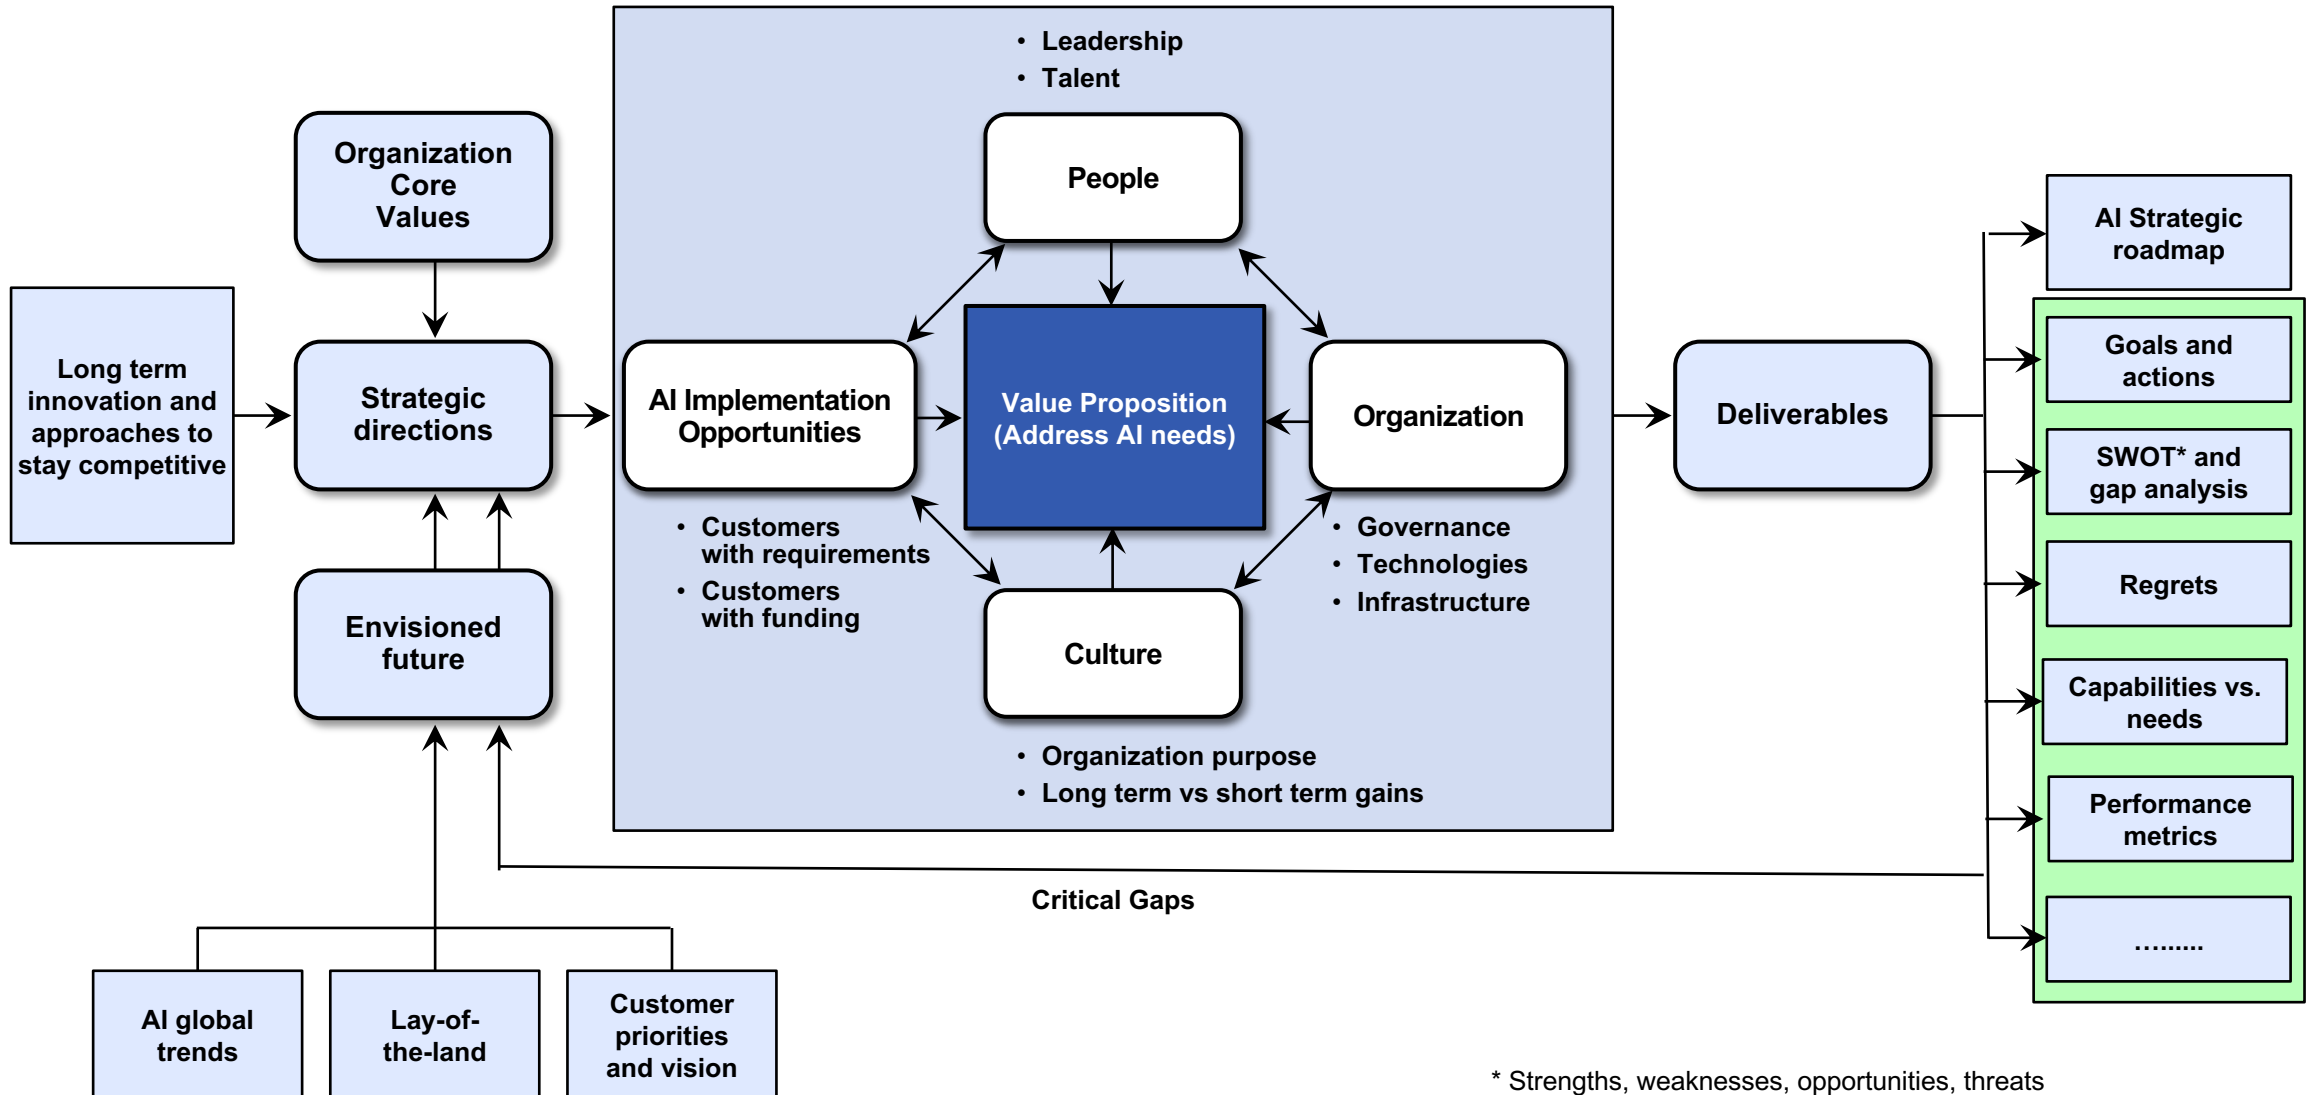 • Leadership
• Talent
Organization
Core
Values
People
AI Strategic
roadmap
Long term
innovation and
approaches to
stay competitive
Strategic
directions
AI Implementation
Opportunities
Value Proposition
(Address AI needs)
Organization
Deliverables
Goals and
actions
SWOT* and
gap analysis
• Customers
with requirements
• Customers
with funding
• Governance
• Technologies
• Infrastructure
Regrets
Envisioned
future
Culture
Capabilities vs.
needs
• Organization purpose
• Long term vs short term gains
Performance
metrics
Critical Gaps
…......
AI global
trends
Lay-of-
the-land
Customer
priorities
and vision
* Strengths, weaknesses, opportunities, threats